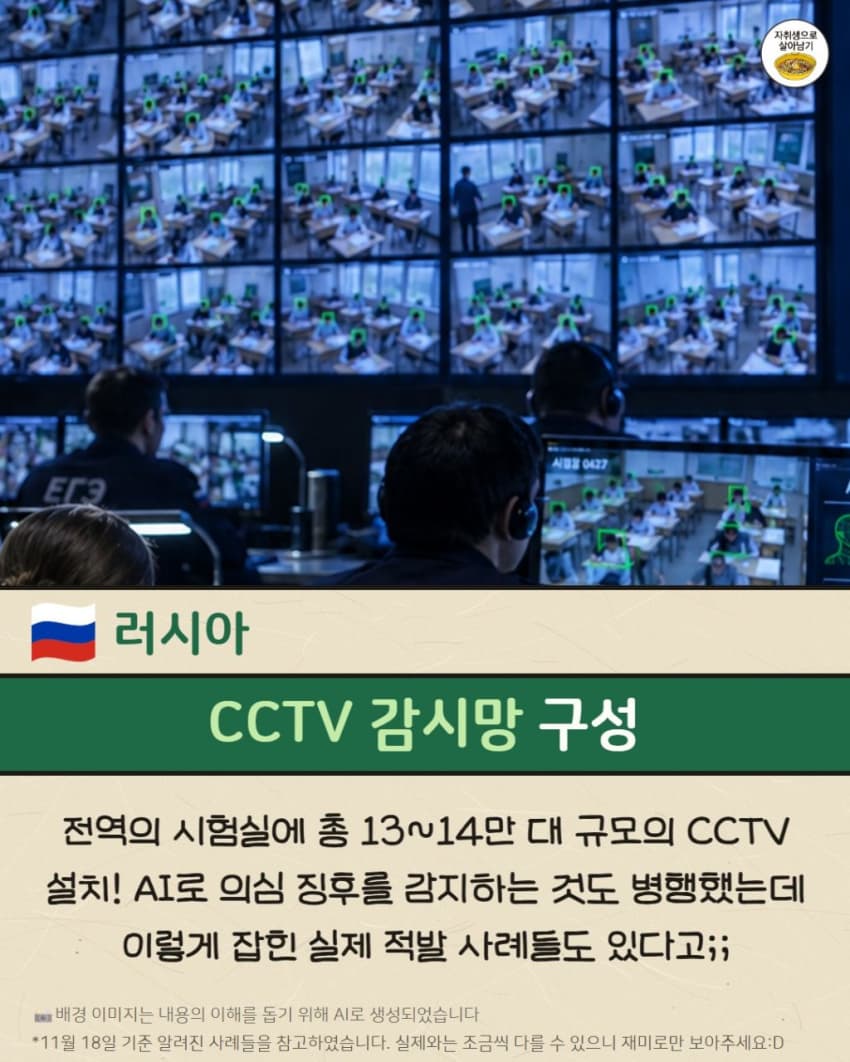 자취생으로
살아남기
ЕГЭ
시험장 0427
러시아
CCTV 감시망 구성
전역의 시험실에 총 13~14만 대 규모의 CCTV
설치! AI로 의심 징후를 감지하는 것도 병행했는데
이렇게 잡힌 실제 적발 사례들도 있다고;;
배경 이미지는 내용의 이해를 돕기 위해 AI로 생성되었습니다
*11월 18일 기준 알려진 사례들을 참고하였습니다. 실제와는 조금씩 다를 수 있으니 재미로만 보아주세요:D